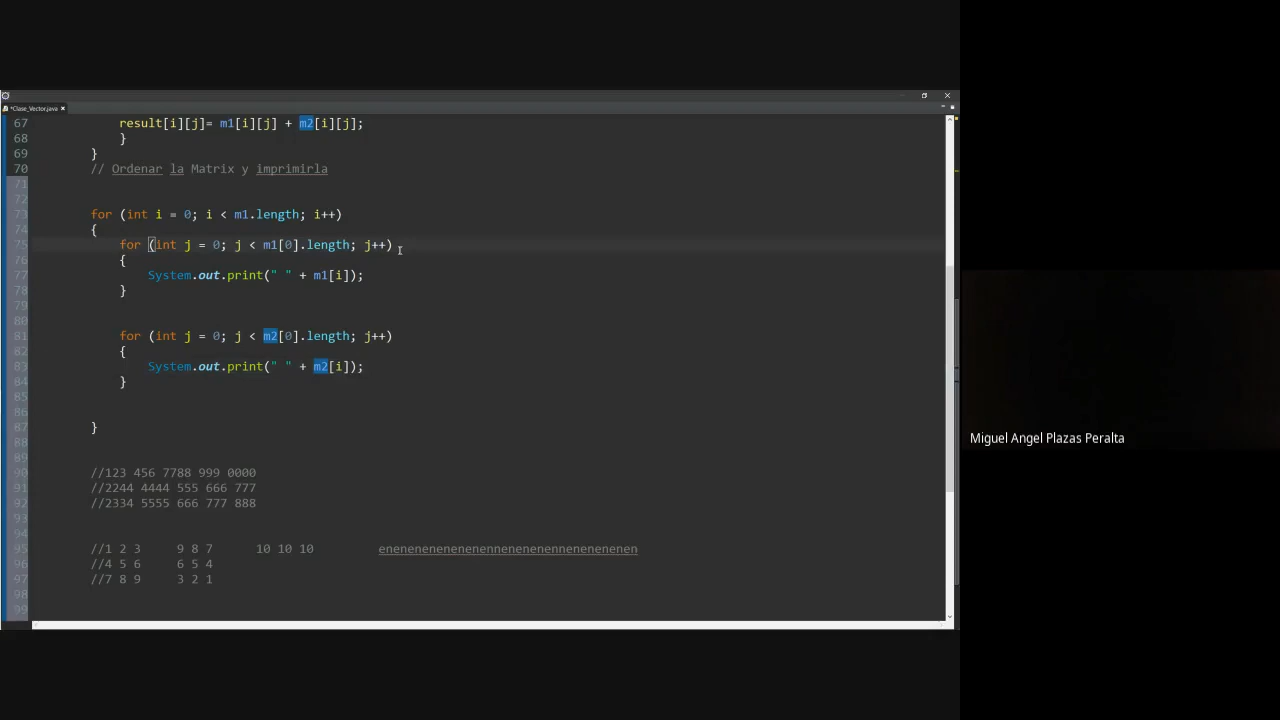 *Clase_Vector.java
67 result[i][j]= m1[i][j] + m2[i][j];
68 }
69 }
70 // Ordenar la Matrix y imprimirla
71
72
73 for (int i = 0; i < m1.length; i++)
74 {
75 for (int j = 0; j < m1[0].length; j++)
76 {
77 System.out.print(" " + m1[i]);
78 }
79
80
81 for (int j = 0; j < m2[0].length; j++)
82 {
83 System.out.print(" " + m2[i]);
84 }
85
86
87 }
88
89
90 //123 456 7788 999 0000
91 //2244 4444 555 666 777
92 //2334 5555 666 777 888
93
94
95 //1 2 3 9 8 7 10 10 10 enenenenenenennenenenennenenenenen
96 //4 5 6 6 5 4
97 //7 8 9 3 2 1
98
99
Miguel Angel Plazas Peralta